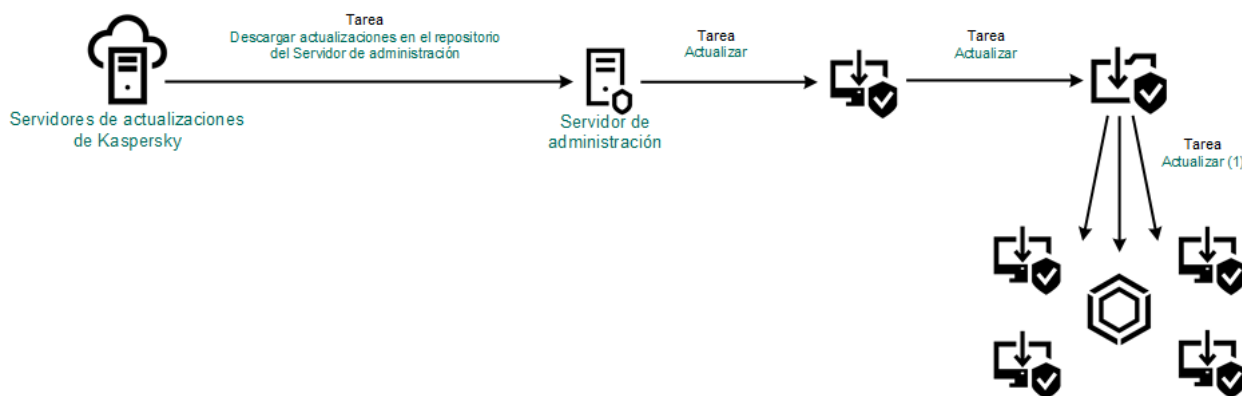 Tarea
Descargar actualizaciones en el repositorio
del Servidor de administración
Tarea
Actualizar
Tarea
Actualizar
Servidores de actualizaciones
de Kaspersky
Servidor de
administración
Tarea
Actualizar (1)